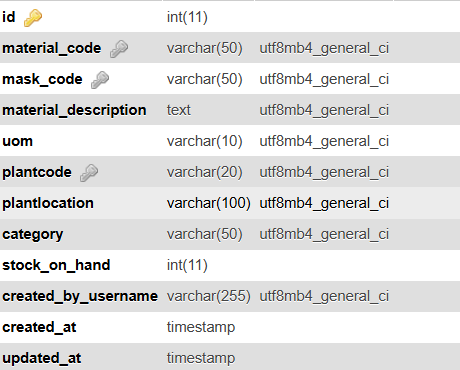 id int(11)
material_code varchar(50) utf8mb4_general_ci
mask_code varchar(50) utf8mb4_general_ci
material_description text utf8mb4_general_ci
uom varchar(10) utf8mb4_general_ci
plantcode varchar(20) utf8mb4_general_ci
plantlocation varchar(100) utf8mb4_general_ci
category varchar(50) utf8mb4_general_ci
stock_on_hand int(11)
created_by_username varchar(255) utf8mb4_general_ci
created_at timestamp
updated_at timestamp